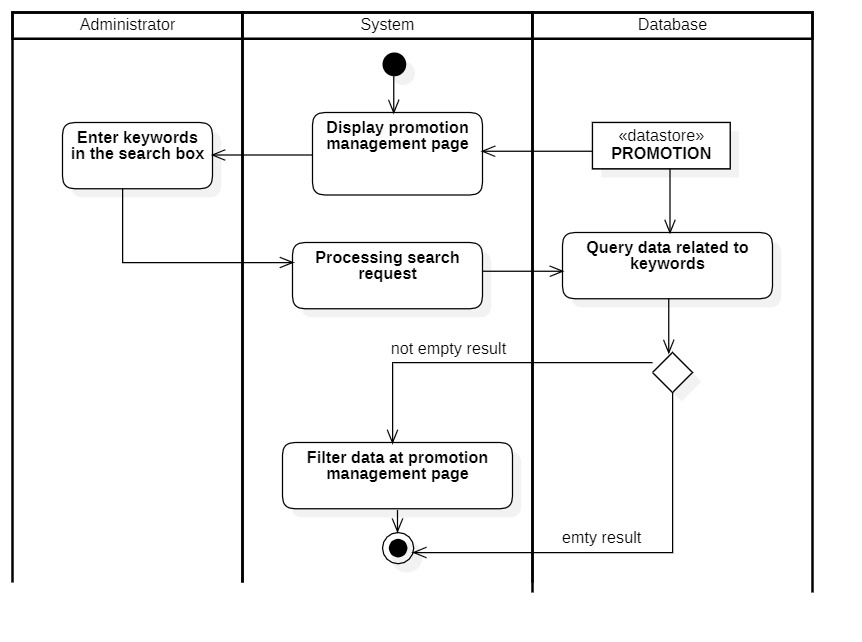 Administrator
System
Database
Display promotion
management page
Enter keywords
in the search box
«datastore»
PROMOTION
Processing search
request
Query data related to
keywords
not empty result
Filter data at promotion
management page
emty result